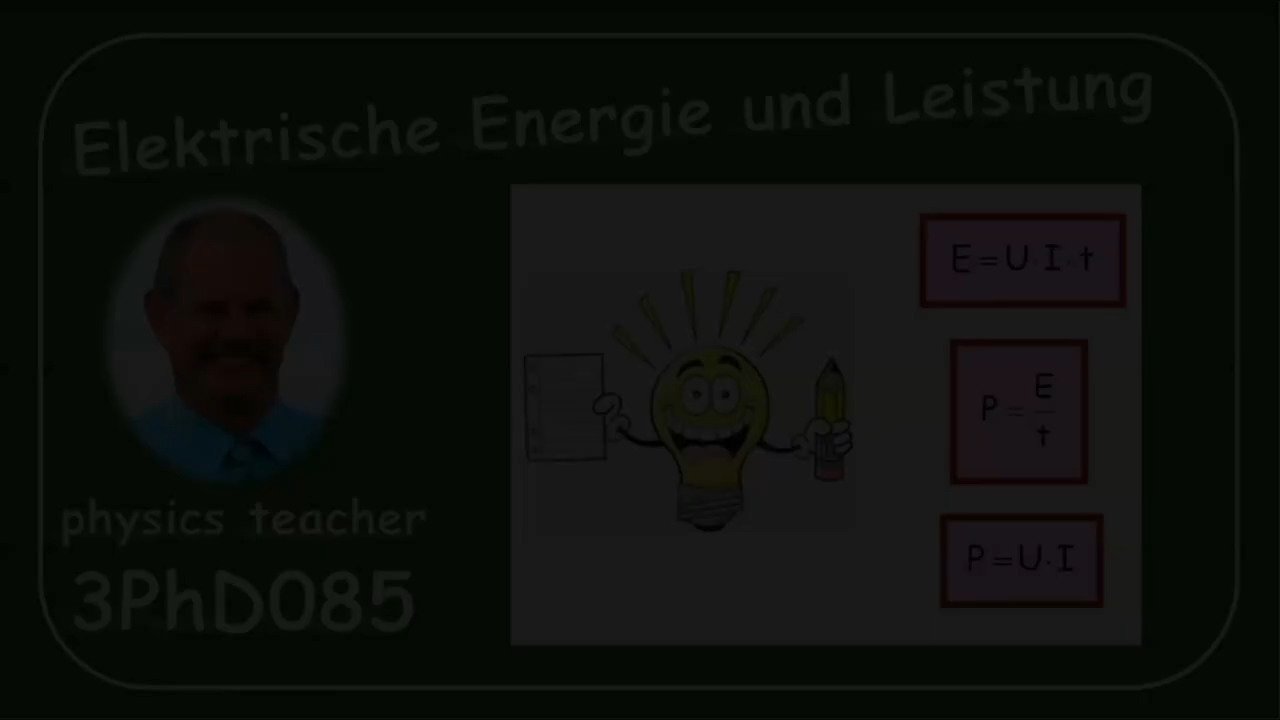 Elektrische Energie und Leistung
E = U · I · t
P = E
t
P = U · I
physics teacher
3PhD085